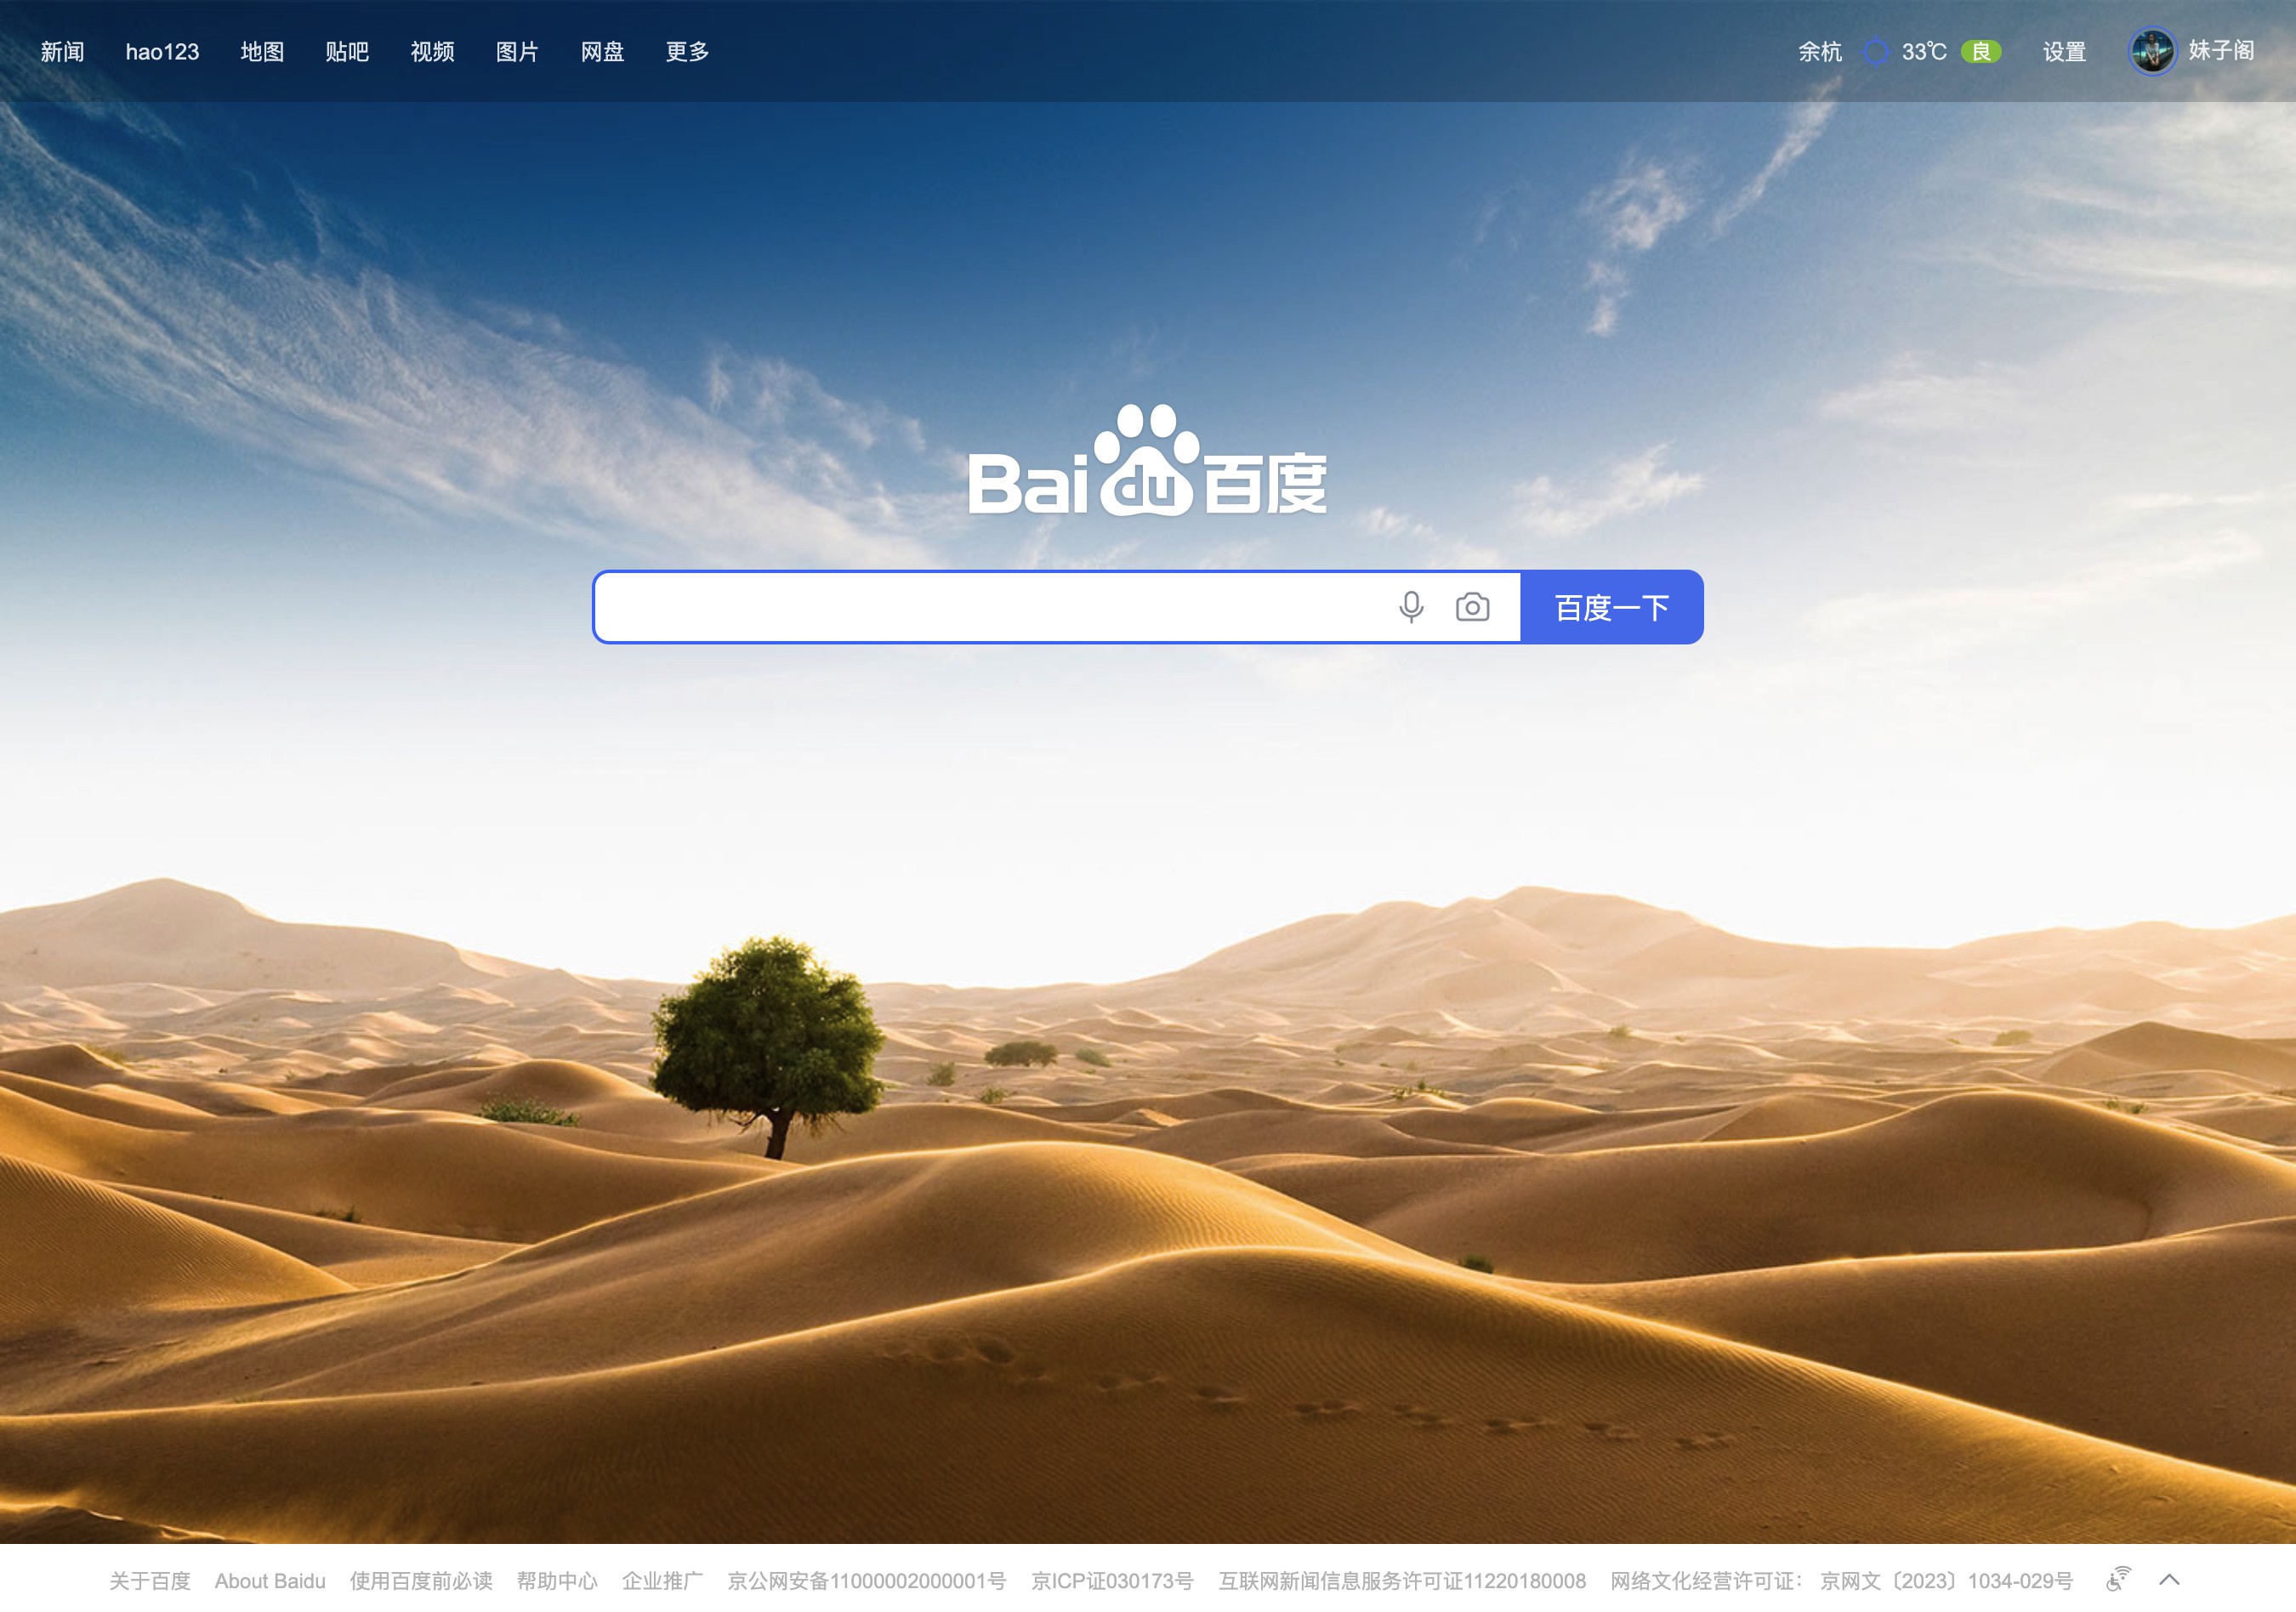 新闻 hao123 地图 贴吧 视频 图片 网盘 更多 余杭 33℃ 良 设置 妹子阁
Bai du 百度
百度一下
关于百度 About Baidu 使用百度前必读 帮助中心 企业推广 京公网安备11000002000001号 京ICP证030173号 互联网新闻信息服务许可证11220180008 网络文化经营许可证: 京网文〔2023〕1034-029号